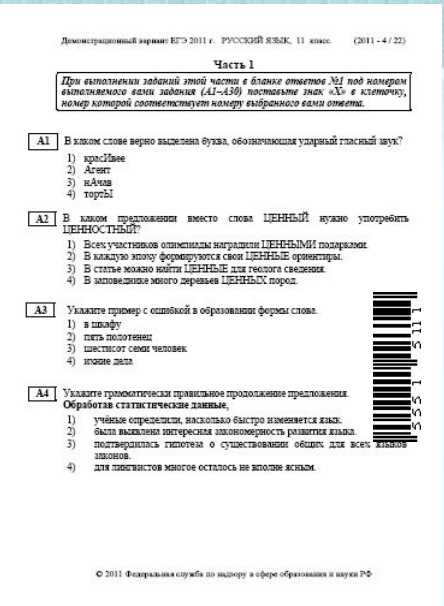 Демонстрационный вариант ЕГЭ 2011 г. РУССКИЙ ЯЗЫК, 11 класс. (2011 - 4 / 22)
Часть 1
При выполнении заданий этой части в бланке ответов №1 под номером
выполняемого вами задания (А1–А30) поставьте знак «X» в клеточку,
номер которой соответствует номеру выбранного вами ответа.
А1 В каком слове верно выделена буква, обозначающая ударный гласный звук?
1) красИвее
2) Агент
3) нАчав
4) тортЫ
А2 В каком предложении вместо слова ЦЕННЫЙ нужно употребить
ЦЕННОСТНЫЙ?
1) Всех участников олимпиады наградили ЦЕННЫМИ подарками.
2) В каждую эпоху формируются свои ЦЕННЫЕ ориентиры.
3) В статье можно найти ЦЕННЫЕ для геолога сведения.
4) В заповеднике много деревьев ЦЕННЫХ пород.
А3 Укажите пример с ошибкой в образовании формы слова.
1) в шкафу
2) пять полотенец
3) шестисот семи человек
4) ихние дела
А4 Укажите грамматически правильное продолжение предложения.
Обработав статистические данные,
1) учёные определили, насколько быстро изменяется язык.
2) была выявлена интересная закономерность развития языка.
3) подтвердилась гипотеза о существовании общих для всех языков
законов.
4) для лингвистов многое осталось не вполне ясным.
5551 511
© 2011 Федеральная служба по надзору в сфере образования и науки РФ